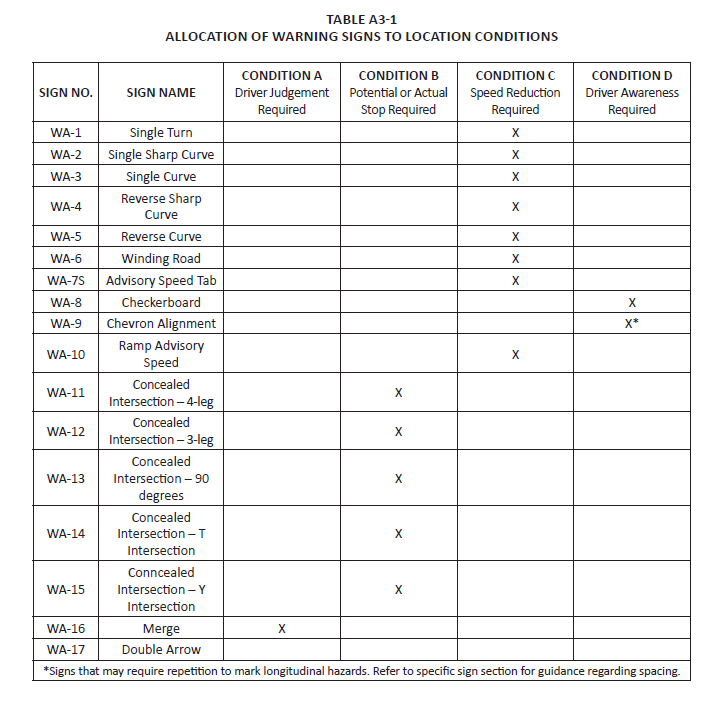 TABLE A3-1
ALLOCATION OF WARNING SIGNS TO LOCATION CONDITIONS
SIGN NO. SIGN NAME CONDITION A Driver Judgement Required CONDITION B Potential or Actual Stop Required CONDITION C Speed Reduction Required CONDITION D Driver Awareness Required
WA-1 Single Turn X
WA-2 Single Sharp Curve X
WA-3 Single Curve X
WA-4 Reverse Sharp Curve X
WA-5 Reverse Curve X
WA-6 Winding Road X
WA-7S Advisory Speed Tab X
WA-8 Checkerboard X
WA-9 Chevron Alignment X*
WA-10 Ramp Advisory Speed X
WA-11 Concealed Intersection – 4-leg X
WA-12 Concealed Intersection – 3-leg X
WA-13 Concealed Intersection – 90 degrees X
WA-14 Concealed Intersection – T Intersection X
WA-15 Conncealed Intersection – Y Intersection X
WA-16 Merge X
WA-17 Double Arrow
*Signs that may require repetition to mark longitudinal hazards. Refer to specific sign section for guidance regarding spacing.